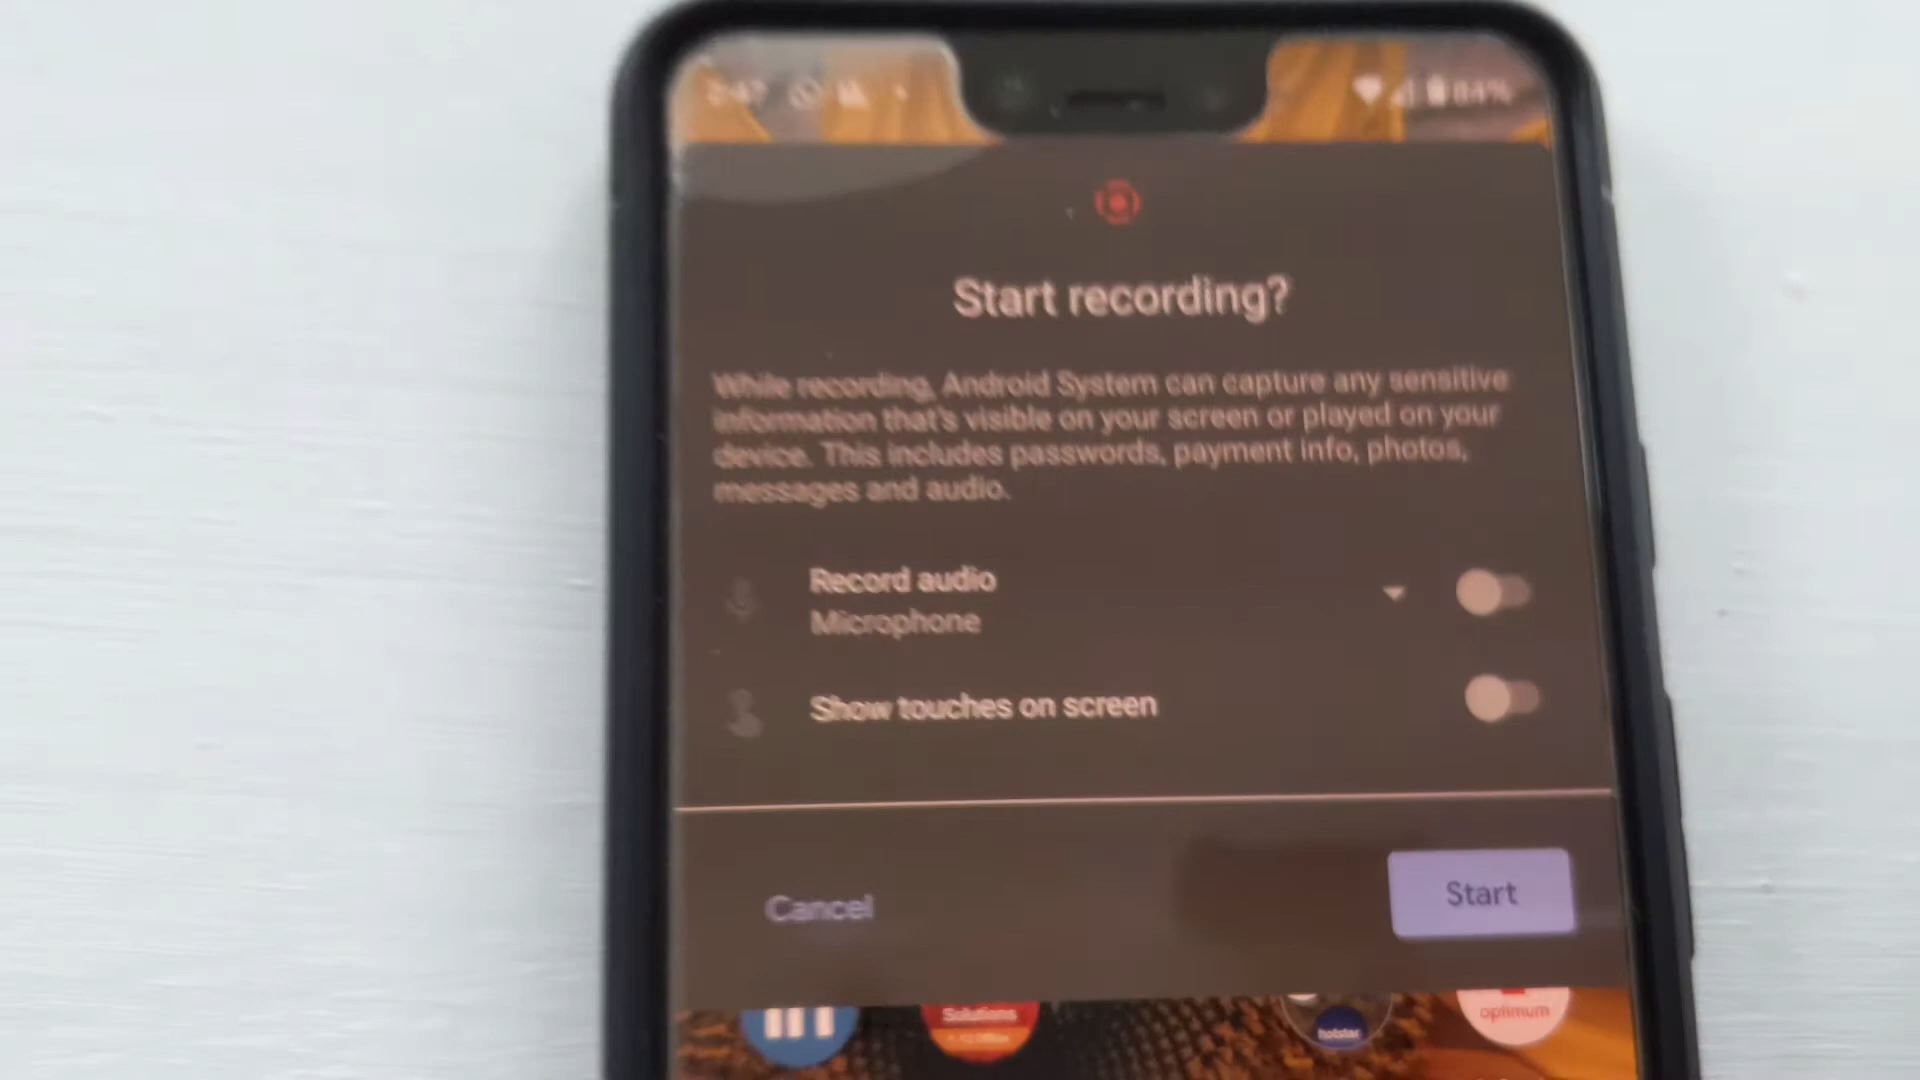 84%
Start recording?
While recording, Android System can capture any sensitive
information that's visible on your screen or played on your
device. This includes passwords, payment info, photos,
messages and audio.
Record audio
Microphone
Show touches on screen
Cancel
Start
Solutions
hotstar
optimum